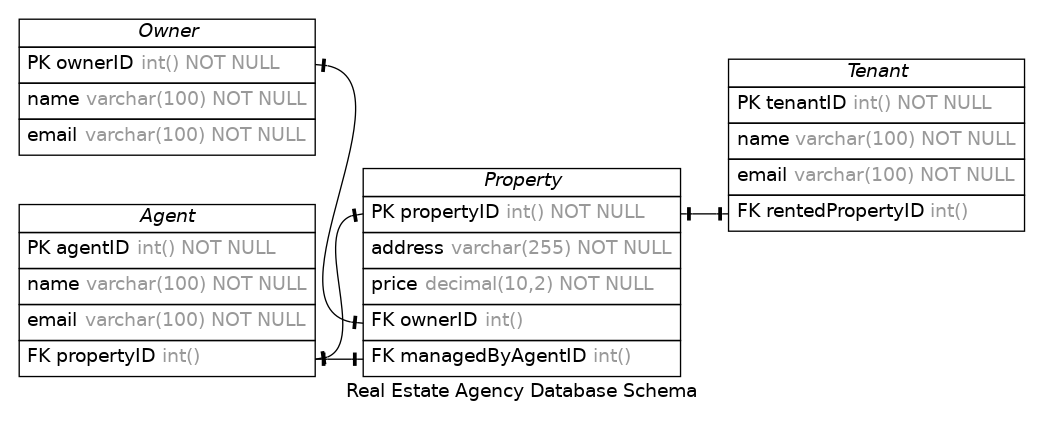 Owner
PK ownerID int() NOT NULL
name varchar(100) NOT NULL
email varchar(100) NOT NULL
Agent
PK agentID int() NOT NULL
name varchar(100) NOT NULL
email varchar(100) NOT NULL
FK propertyID int()
Property
PK propertyID int() NOT NULL
address varchar(255) NOT NULL
price decimal(10,2) NOT NULL
FK ownerID int()
FK managedByAgentID int()
Tenant
PK tenantID int() NOT NULL
name varchar(100) NOT NULL
email varchar(100) NOT NULL
FK rentedPropertyID int()
Real Estate Agency Database Schema